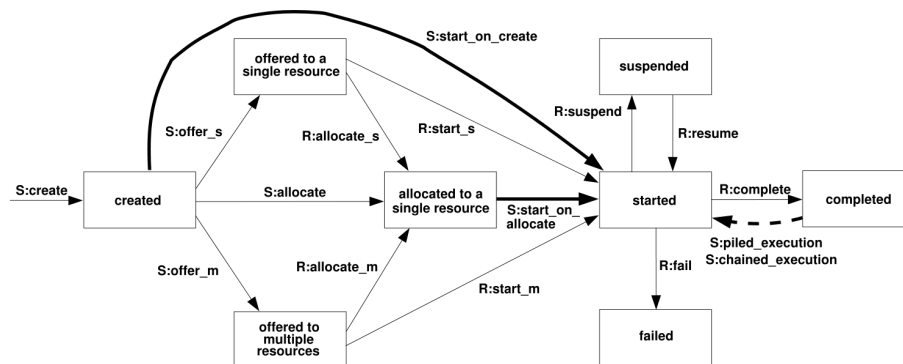 S:start_on_create
offered to a
single resource
suspended
R:suspend
R:resume
S:offer_s
R:allocate_s
R:start_s
S:create
created
S:allocate
allocated to a
single resource
S:start_on_
allocate
started
R:complete
completed
S:piled_execution
S:chained_execution
S:offer_m
R:allocate_m
R:start_m
R:fail
offered to
multiple
resources
failed